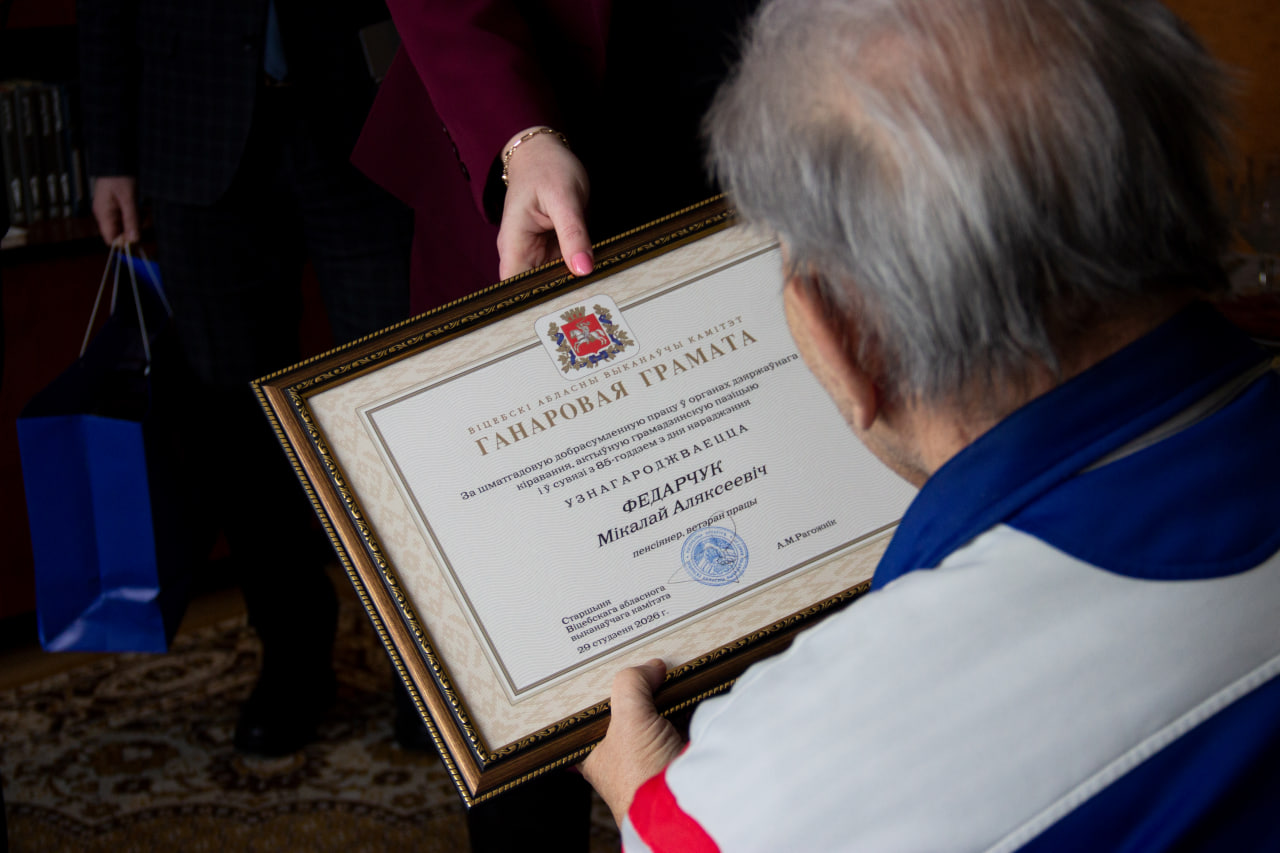 ВІЦЕБСКІ АБЛАСНЫ ВЫКАНАЎЧЫ КАМІТЭТ
ГАНАРОВАЯ ГРАМАТА
За шматгадовую добрасумленную працу ў органах дзяржаўнага
кіравання, актыўную грамадзянскую пазіцыю
і ў сувязі з 85-годдзем з дня нараджэння
УЗНАГАРОДЖВАЕЦЦА
ФЕДАРЧУК
Мікалай Аляксеевіч
пенсіянер, ветэран працы
Старшыня
Віцебскага абласнога
выканаўчага камітэта
А.М.Рагожнік
29 студзеня 2026 г.